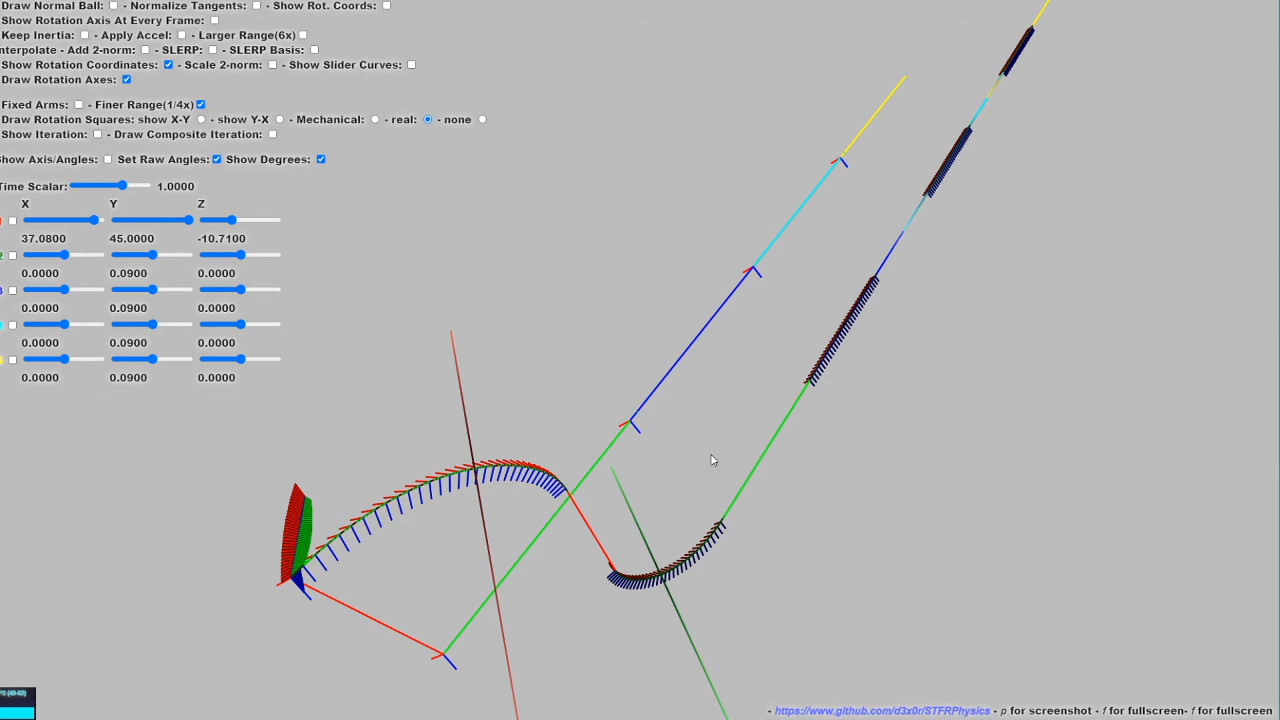 Draw Normal Ball: - Normalize Tangents: - Show Rot. Coords:
Show Rotation Axis At Every Frame:
Keep Inertia: - Apply Accel: - Larger Range(6x)
nterpolate - Add 2-norm: - SLERP: - SLERP Basis:
Show Rotation Coordinates: - Scale 2-norm: - Show Slider Curves:
Draw Rotation Axes:
Fixed Arms: - Finer Range(1/4x)
Draw Rotation Squares: show X-Y - show Y-X - Mechanical: - real: - none
Show Iteration: - Draw Composite Iteration:
how Axis/Angles: Set Raw Angles: Show Degrees:
Time Scalar: 1.0000
X Y Z
37.0800 45.0000 -10.7100
2
0.0000 0.0900 0.0000
3
0.0000 0.0900 0.0000
0.0000 0.0900 0.0000
0.0000 0.0900 0.0000
- https://www.github.com/d3x0r/STFRPhysics - p for screenshot - f for fullscreen- f for fullscreen